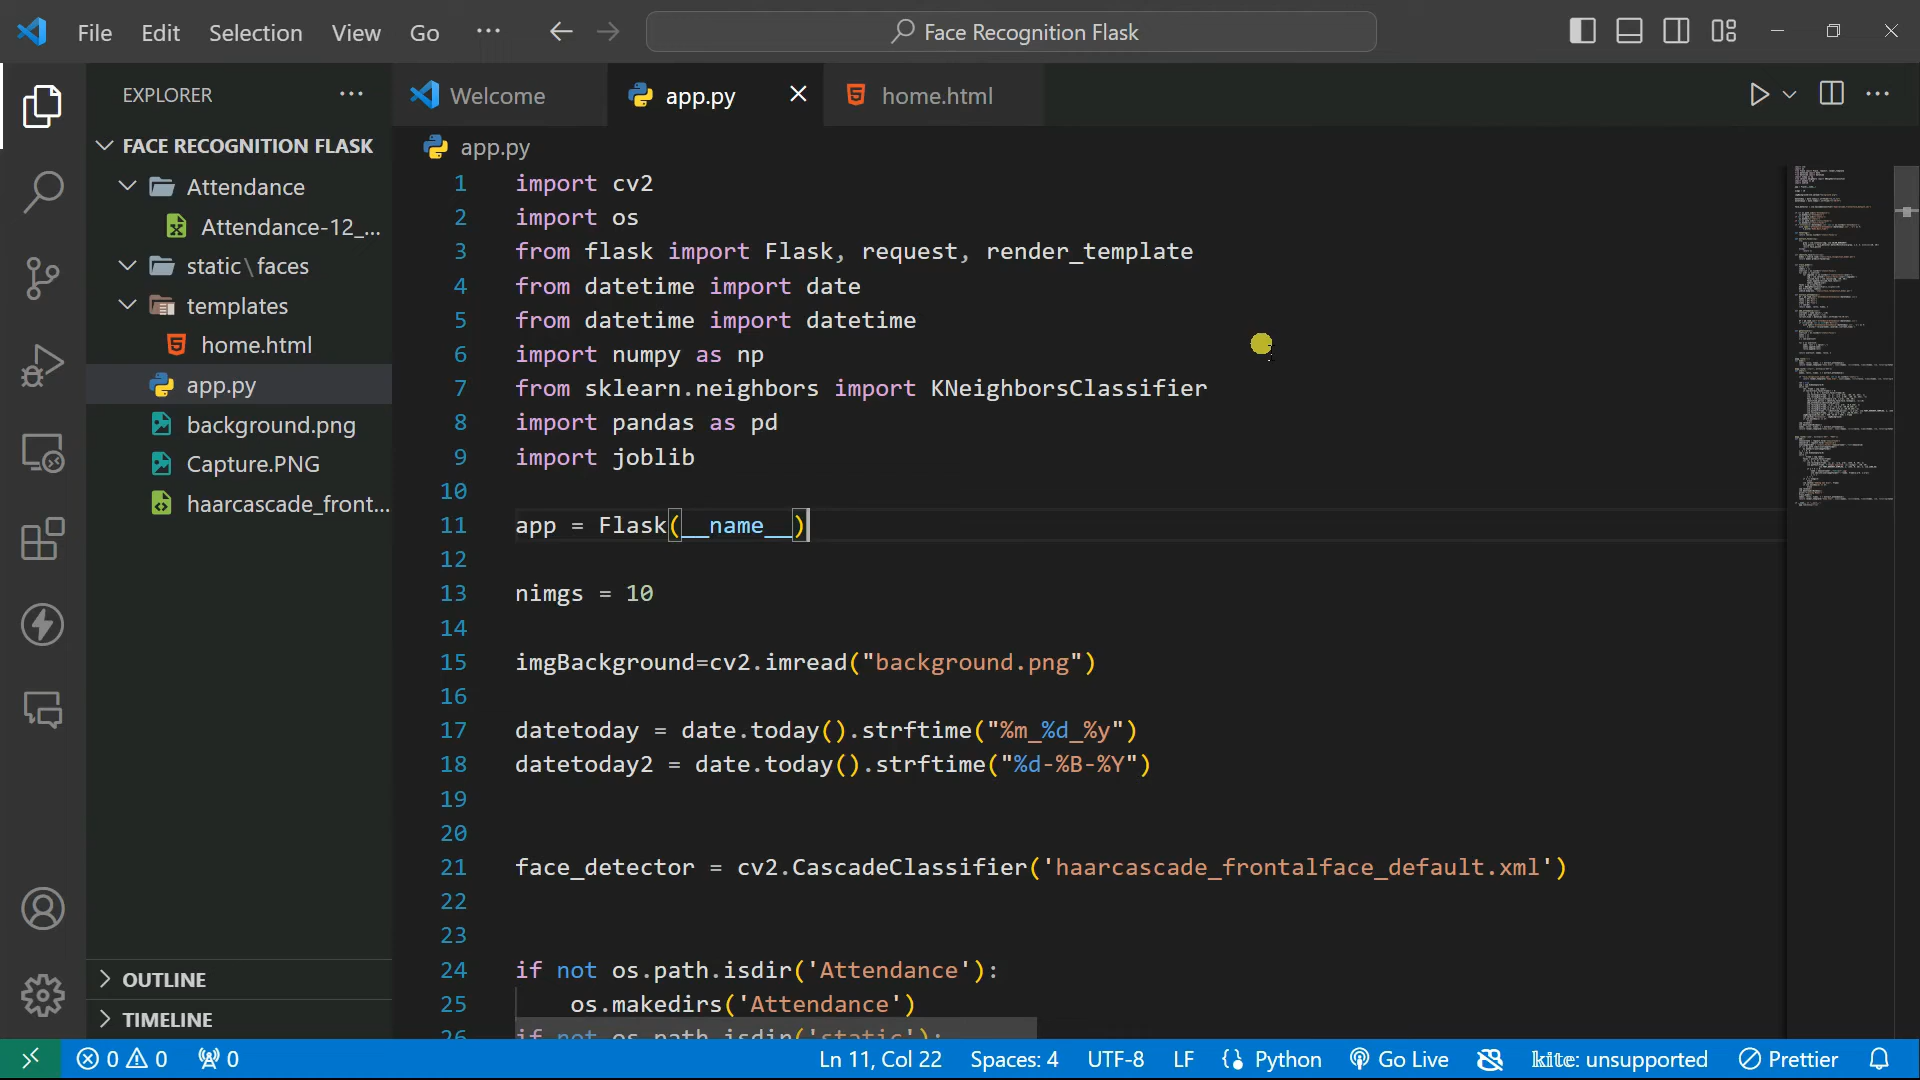 File Edit Selection View Go ··· Face Recognition Flask
EXPLORER ···
FACE RECOGNITION FLASK
Attendance
Attendance-12_...
static\faces
templates
home.html
app.py
background.png
Capture.PNG
haarcascade_front...
OUTLINE
TIMELINE
Welcome app.py home.html
app.py
1 import cv2
2 import os
3 from flask import Flask, request, render_template
4 from datetime import date
5 from datetime import datetime
6 import numpy as np
7 from sklearn.neighbors import KNeighborsClassifier
8 import pandas as pd
9 import joblib
10
11 app = Flask(__name__)
12
13 nimgs = 10
14
15 imgBackground=cv2.imread("background.png")
16
17 datetoday = date.today().strftime("%m_%d_%y")
18 datetoday2 = date.today().strftime("%d-%B-%Y")
19
20
21 face_detector = cv2.CascadeClassifier('haarcascade_frontalface_default.xml')
22
23
24 if not os.path.isdir('Attendance'):
25 os.makedirs('Attendance')
26 if not os.path.isdir('static'):
0 0 0 Ln 11, Col 22 Spaces: 4 UTF-8 LF Python Go Live kite: unsupported Prettier